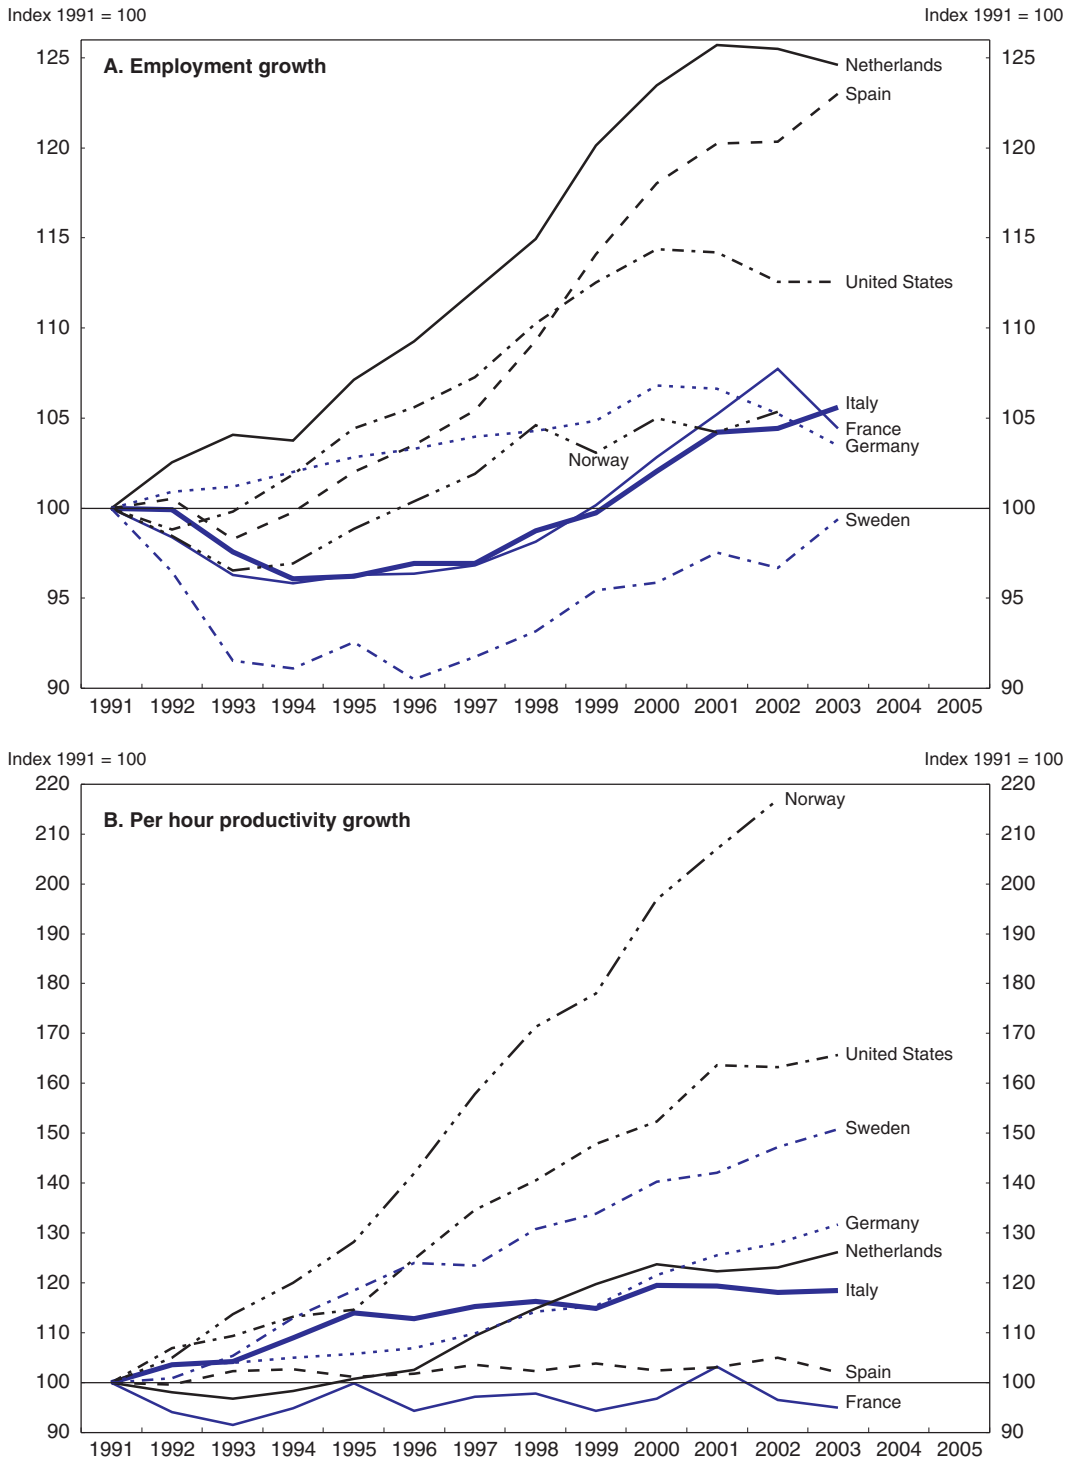 Index 1991 = 100 Index 1991 = 100
A. Employment growth
125 125
Netherlands
Spain
120 120
115 115
United States
110 110
Italy
105 105
France
Germany
Norway
100 100
Sweden
95 95
90 90
1991 1992 1993 1994 1995 1996 1997 1998 1999 2000 2001 2002 2003 2004 2005
Index 1991 = 100 Index 1991 = 100
220 220
Norway
B. Per hour productivity growth
210 210
200 200
190 190
180 180
170 170
United States
160 160
150 150
Sweden
140 140
130 130
Germany
Netherlands
120 120
Italy
110 110
Spain
100 100
France
90 90
1991 1992 1993 1994 1995 1996 1997 1998 1999 2000 2001 2002 2003 2004 2005